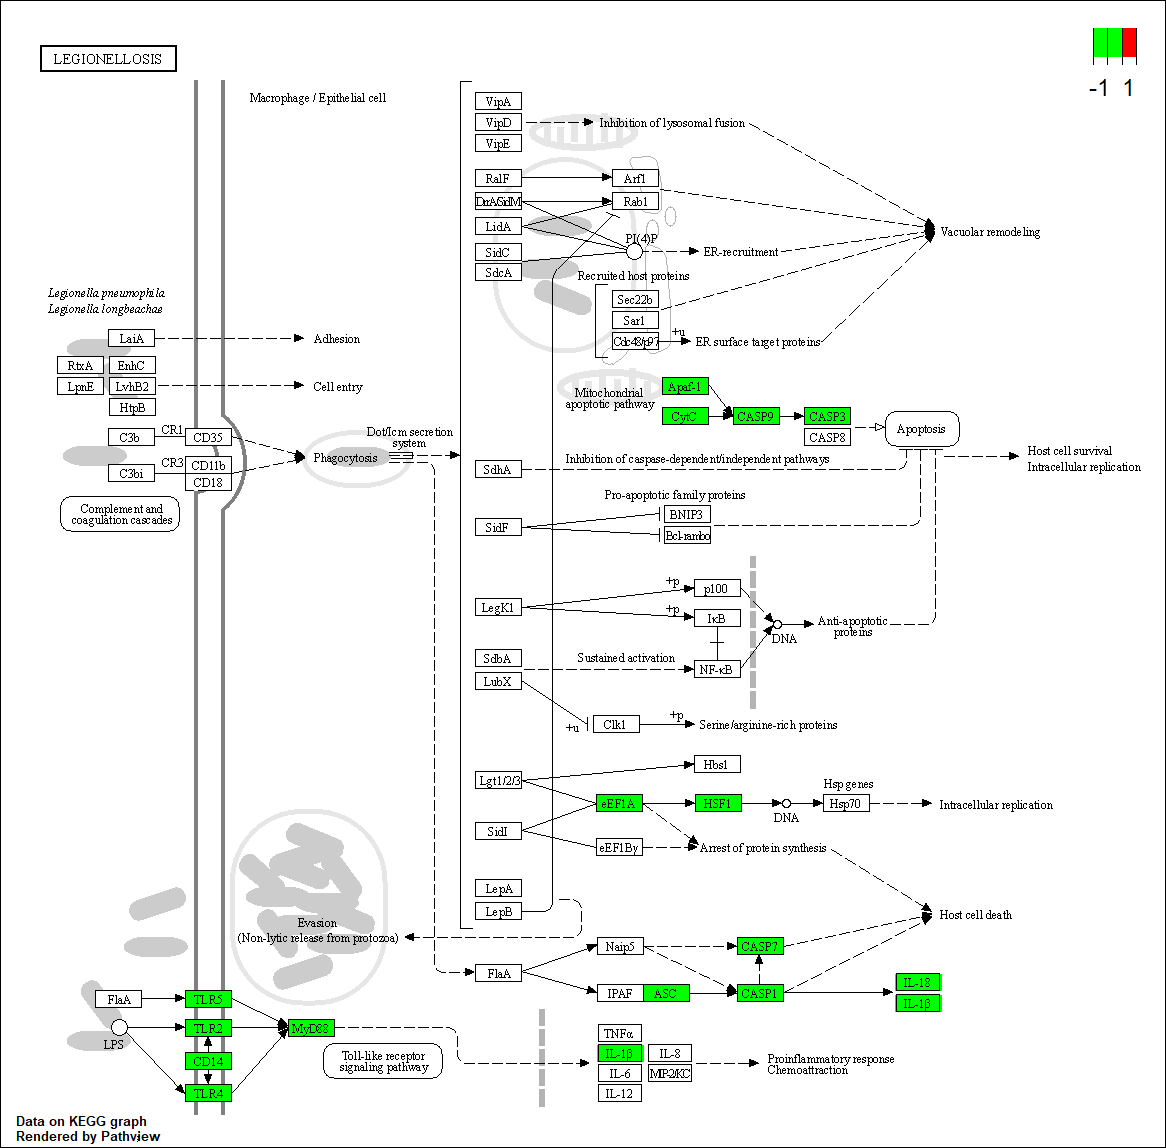 LEGIONELLOSIS
-1 1
Macrophage / Epithelial cell
VipA
VipD
Inhibition of lysosomal fusion
VipE
RalF
Arf1
DrrA/SidM
Rab1
LidA
Vacuolar remodeling
PI(4)P
SidC
ER-recruitment
SdcA
Recruited host proteins
Legionella pneumophila
Legionella longbeachae
Sec22b
Sar1
+u
Cdc48/p97
ER surface target proteins
LaiA
Adhesion
RtxA
EnhC
LpnE
LvhB2
Cell entry
HtpB
Mitochondrial
apoptotic pathway
Apaf-1
CytC
CASP9
CASP3
CASP8
Apoptosis
C3b
CR1
CD35
Dot/Icm secretion
system
Phagocytosis
C3bi
CR3
CD11b
CD18
Host cell survival
Intracellular replication
SdhA
Inhibition of caspase-dependent/independent pathways
Complement and
coagulation cascades
Pro-apoptotic family proteins
SidF
BNIP3
Bcl-rambo
+p
p100
LegK1
+p
IκB
DNA
Anti-apoptotic
proteins
SdbA
Sustained activation
NF-κB
LubX
+u
Clk1
+p
Serine/arginine-rich proteins
Hbs1
Lgt1/2/3
Hsp genes
eEF1A
HSF1
DNA
Hsp70
Intracellular replication
SidI
eEF1Bγ
Arrest of protein synthesis
LepA
LepB
Host cell death
Evasion
(Non-lytic release from protozoa)
Naip5
CASP7
FlaA
IPAF
ASC
CASP1
IL-18
IL-1β
FlaA
TLR5
LPS
TLR2
MyD88
CD14
TLR4
Toll-like receptor
signaling pathway
TNFα
IL-1β
IL-8
IL-6
MIP2/KC
IL-12
Proinflammatory response
Chemoattraction
Data on KEGG graph
Rendered by Pathview